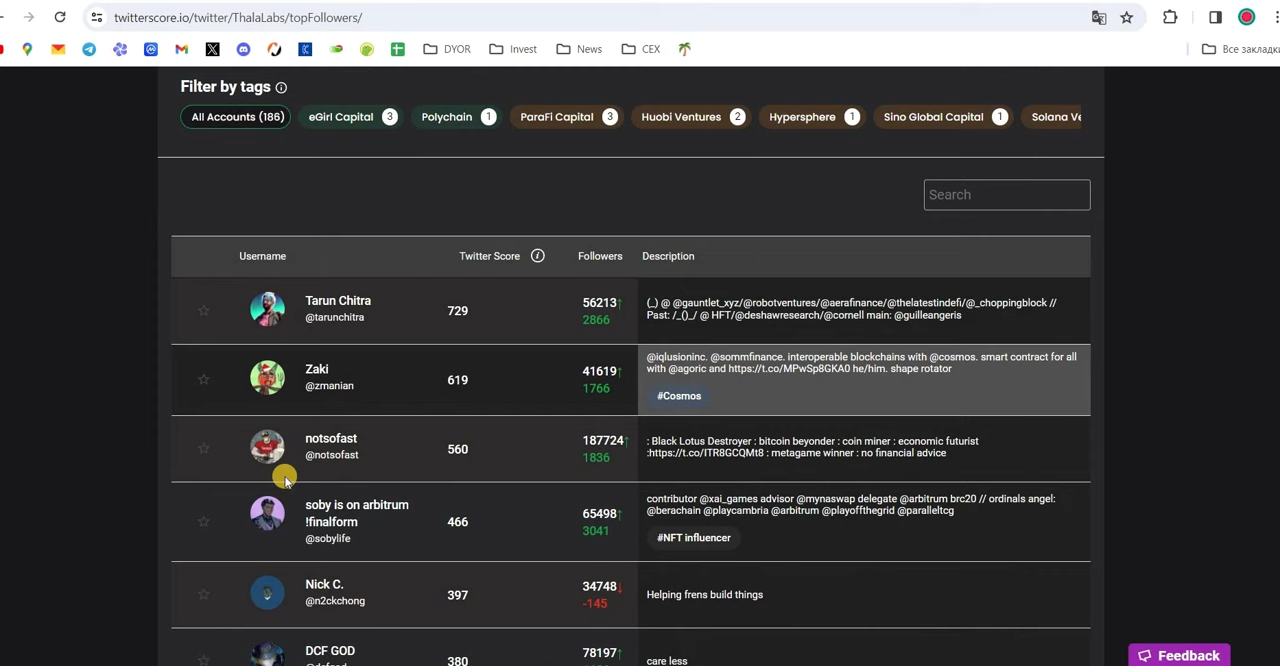 twitterscore.io/twitter/ThalaLabs/topFollowers/
DYOR Invest News CEX Все закладки
Filter by tags
All Accounts (186) eGirl Capital 3 Polychain 1 ParaFi Capital 3 Huobi Ventures 2 Hypersphere 1 Sino Global Capital 1 Solana Ve
Search
Username Twitter Score Followers Description
Tarun Chitra
@tarunchitra
729
56213↑
2866
(_) @ @gauntlet_xyz/@robotventures/@aerafinance/@thelatestindefi/@_choppingblock //
Past: /_()_/ @ HFT/@deshawresearch/@cornell main: @guilleangeris
Zaki
@zmanian
619
41619↑
1766
@iqlusioninc. @sommfinance. interoperable blockchains with @cosmos. smart contract for all
with @agoric and https://t.co/MPwSp8GKA0 he/him. shape rotator
#Cosmos
notsofast
@notsofast
560
187724↑
1836
: Black Lotus Destroyer : bitcoin beyonder : coin miner : economic futurist
:https://t.co/ITR8GCQMt8 : metagame winner : no financial advice
soby is on arbitrum
!finalform
@sobylife
466
65498↑
3041
contributor @xai_games advisor @mynaswap delegate @arbitrum brc20 // ordinals angel:
@berachain @playcambria @arbitrum @playoffthegrid @paralleltcg
#NFT influencer
Nick C.
@n2ckchong
397
34748↓
-145
Helping frens build things
DCF GOD
380
78197↑
care less
Feedback